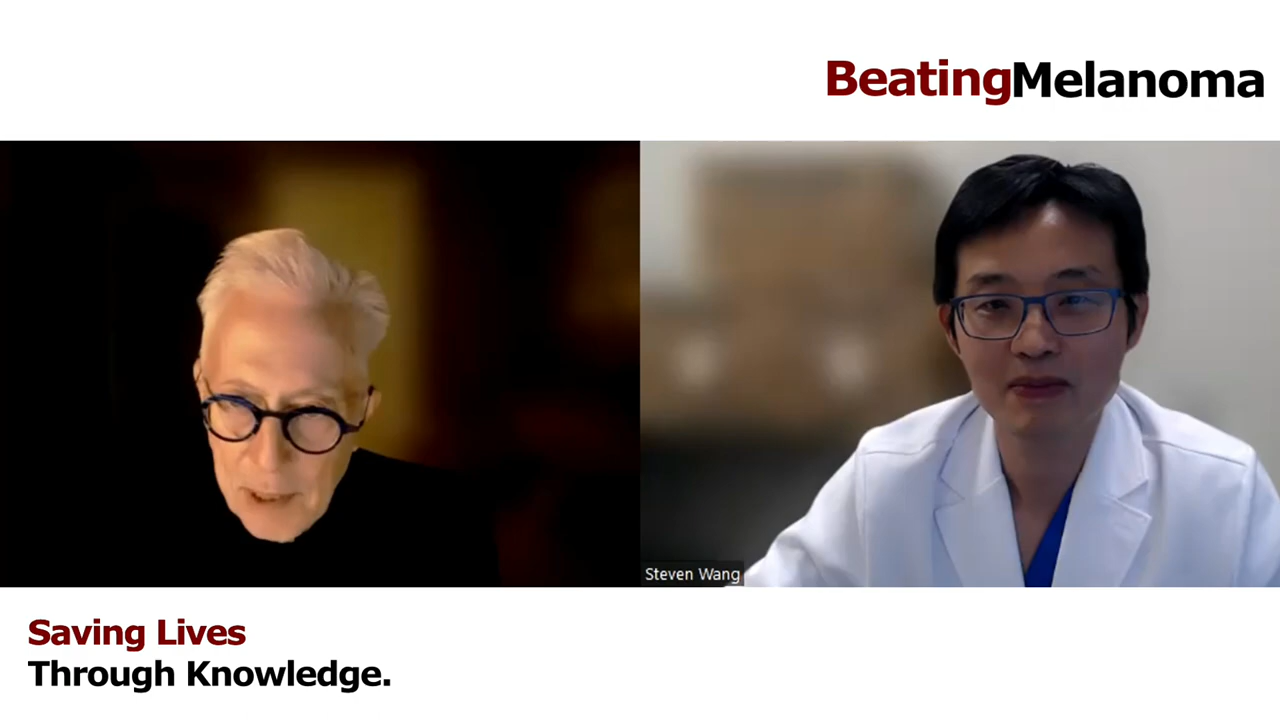 BeatingMelanoma
Steven Wang
Saving Lives
Through Knowledge.